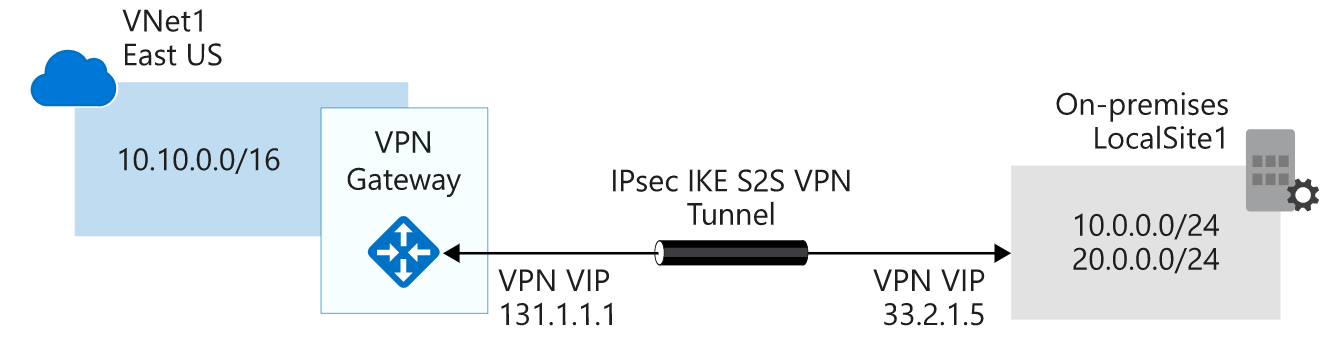 VNet1
East US
10.10.0.0/16
VPN
Gateway
IPsec IKE S2S VPN
Tunnel
VPN VIP
131.1.1.1
VPN VIP
33.2.1.5
On-premises
LocalSite1
10.0.0.0/24
20.0.0.0/24